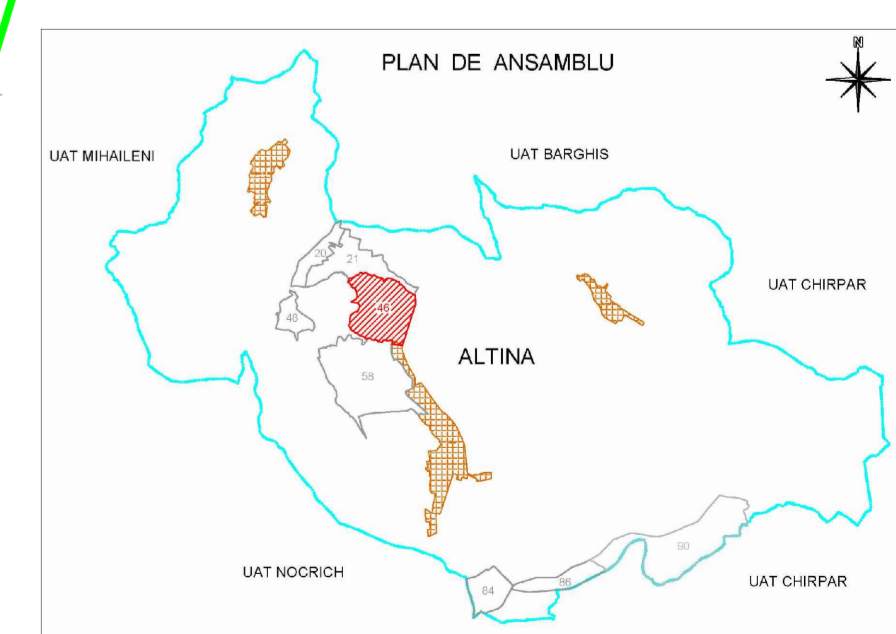 PLAN DE ANSAMBLU
N
UAT MIHAILENI
UAT BARGHIS
20
21
UAT CHIRPAR
46
48
ALTINA
58
90
UAT NOCRICH
86
UAT CHIRPAR
84